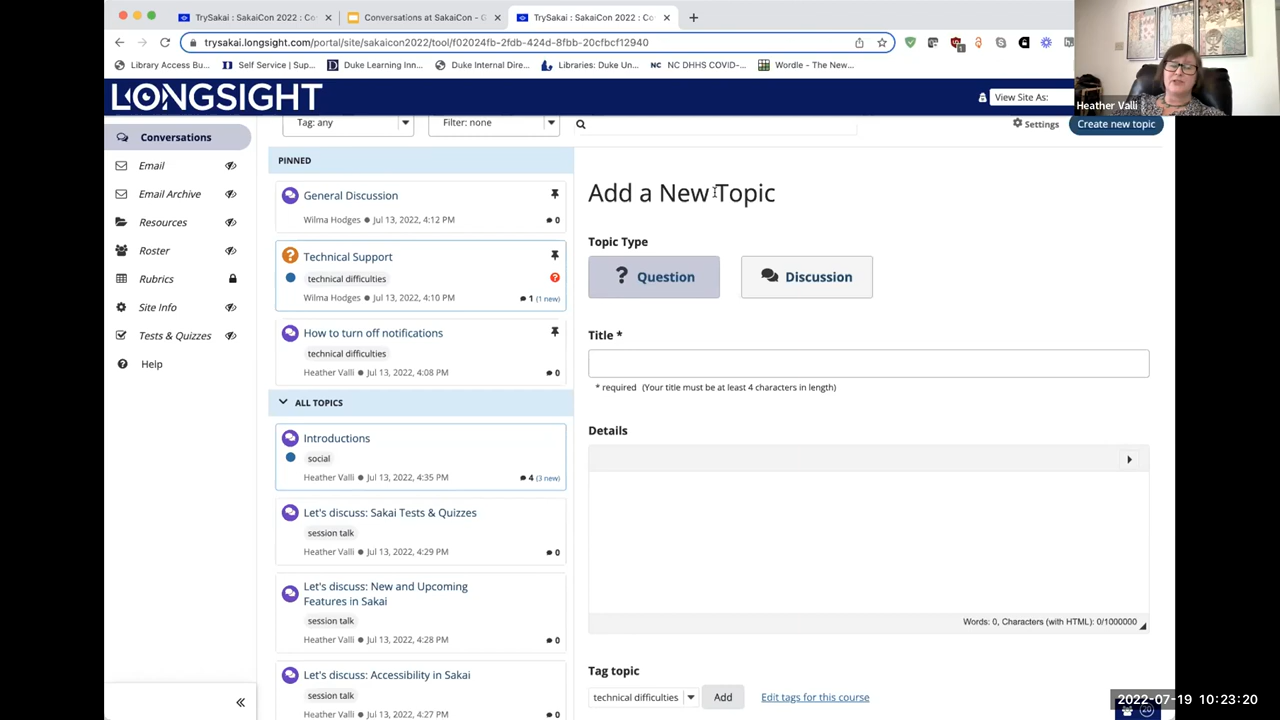 TrySakai : SakaiCon 2022 : Co
Conversations at SakaiCon - G
TrySakai : SakaiCon 2022 : Co
trysakai.longsight.com/portal/site/sakaicon2022/tool/f02024fb-2fdb-424d-8fbb-20cfbcf12940
Library Access Bu...
Self Service | Sup...
Duke Learning Inn...
Duke Internal Dire...
Libraries: Duke Un...
NC DHHS COVID-...
Wordle - The New...
Heather Valli
LONGSIGHT
View Site As:
Conversations
Email
Email Archive
Resources
Roster
Rubrics
Site Info
Tests & Quizzes
Help
Tag: any
Filter: none
Settings
Create new topic
PINNED
General Discussion
Wilma Hodges ● Jul 13, 2022, 4:12 PM
0
Technical Support
technical difficulties
Wilma Hodges ● Jul 13, 2022, 4:10 PM
1 (1 new)
How to turn off notifications
technical difficulties
Heather Valli ● Jul 13, 2022, 4:08 PM
0
ALL TOPICS
Introductions
social
Heather Valli ● Jul 13, 2022, 4:35 PM
4 (3 new)
Let's discuss: Sakai Tests & Quizzes
session talk
Heather Valli ● Jul 13, 2022, 4:29 PM
0
Let's discuss: New and Upcoming
Features in Sakai
session talk
Heather Valli ● Jul 13, 2022, 4:28 PM
0
Let's discuss: Accessibility in Sakai
session talk
Heather Valli ● Jul 13, 2022, 4:27 PM
0
Add a New Topic
Topic Type
? Question
Discussion
Title *
* required (Your title must be at least 4 characters in length)
Details
Words: 0, Characters (with HTML): 0/1000000
Tag topic
technical difficulties
Add
Edit tags for this course
2022-07-19 10:23:20
20